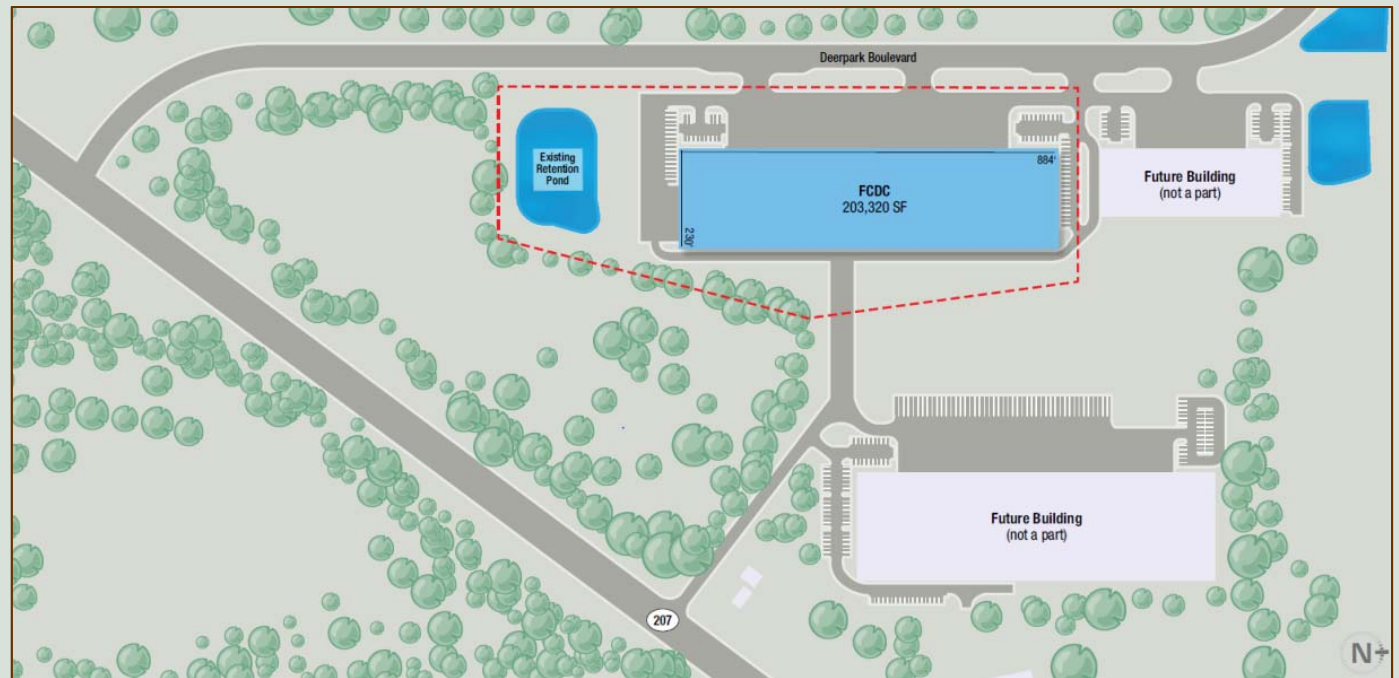 Deerpark Boulevard
Existing
Retention
Pond
884'
FCDC
203,320 SF
230'
Future Building
(not a part)
Future Building
(not a part)
207
N